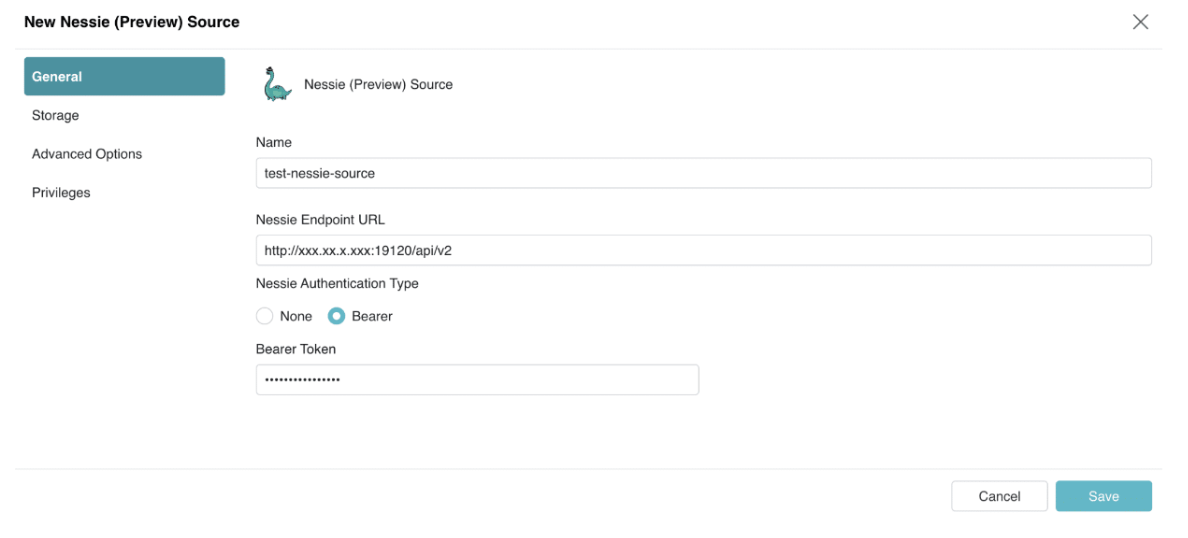 New Nessie (Preview) Source
General
Storage
Advanced Options
Privileges
Nessie (Preview) Source
Name
test-nessie-source
Nessie Endpoint URL
http://xxx.xx.x.xxx:19120/api/v2
Nessie Authentication Type
None Bearer
Bearer Token
••••••••••••••••
Cancel Save